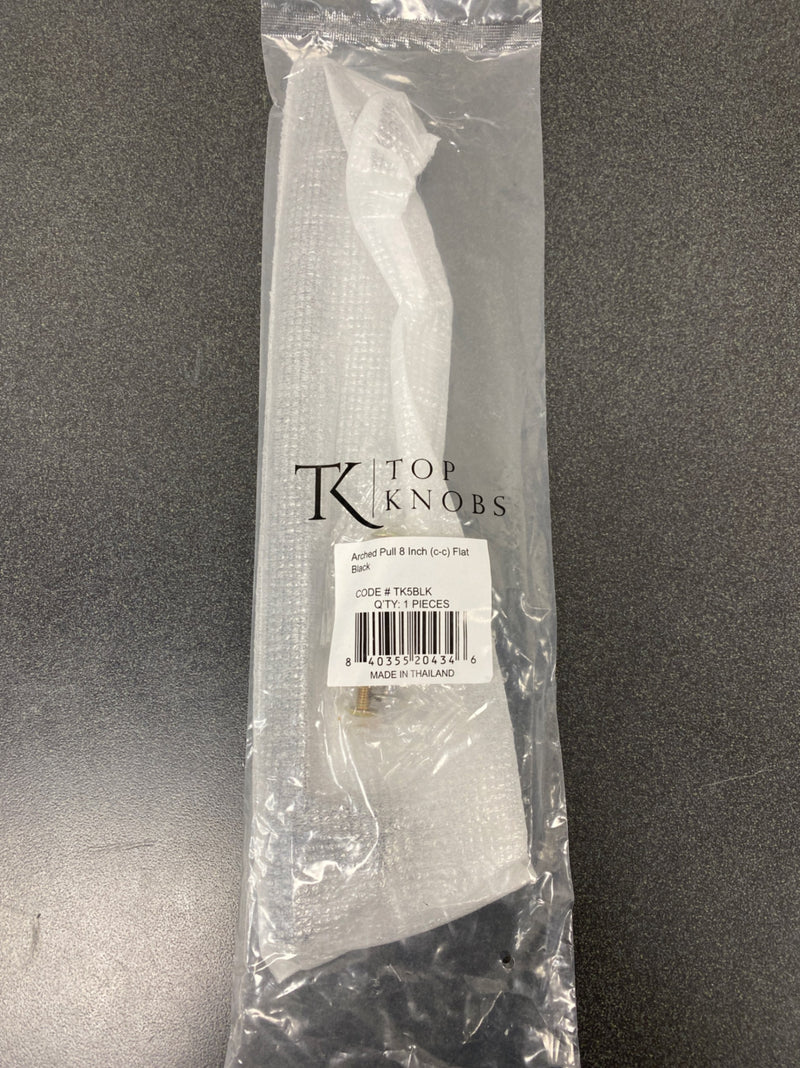 TK TOP
KNOBS
Arched Pull 8 Inch (c-c) Flat
Black
CODE # TK5BLK
Q'TY: 1 PIECES
8 40355 20434 6
MADE IN THAILAND